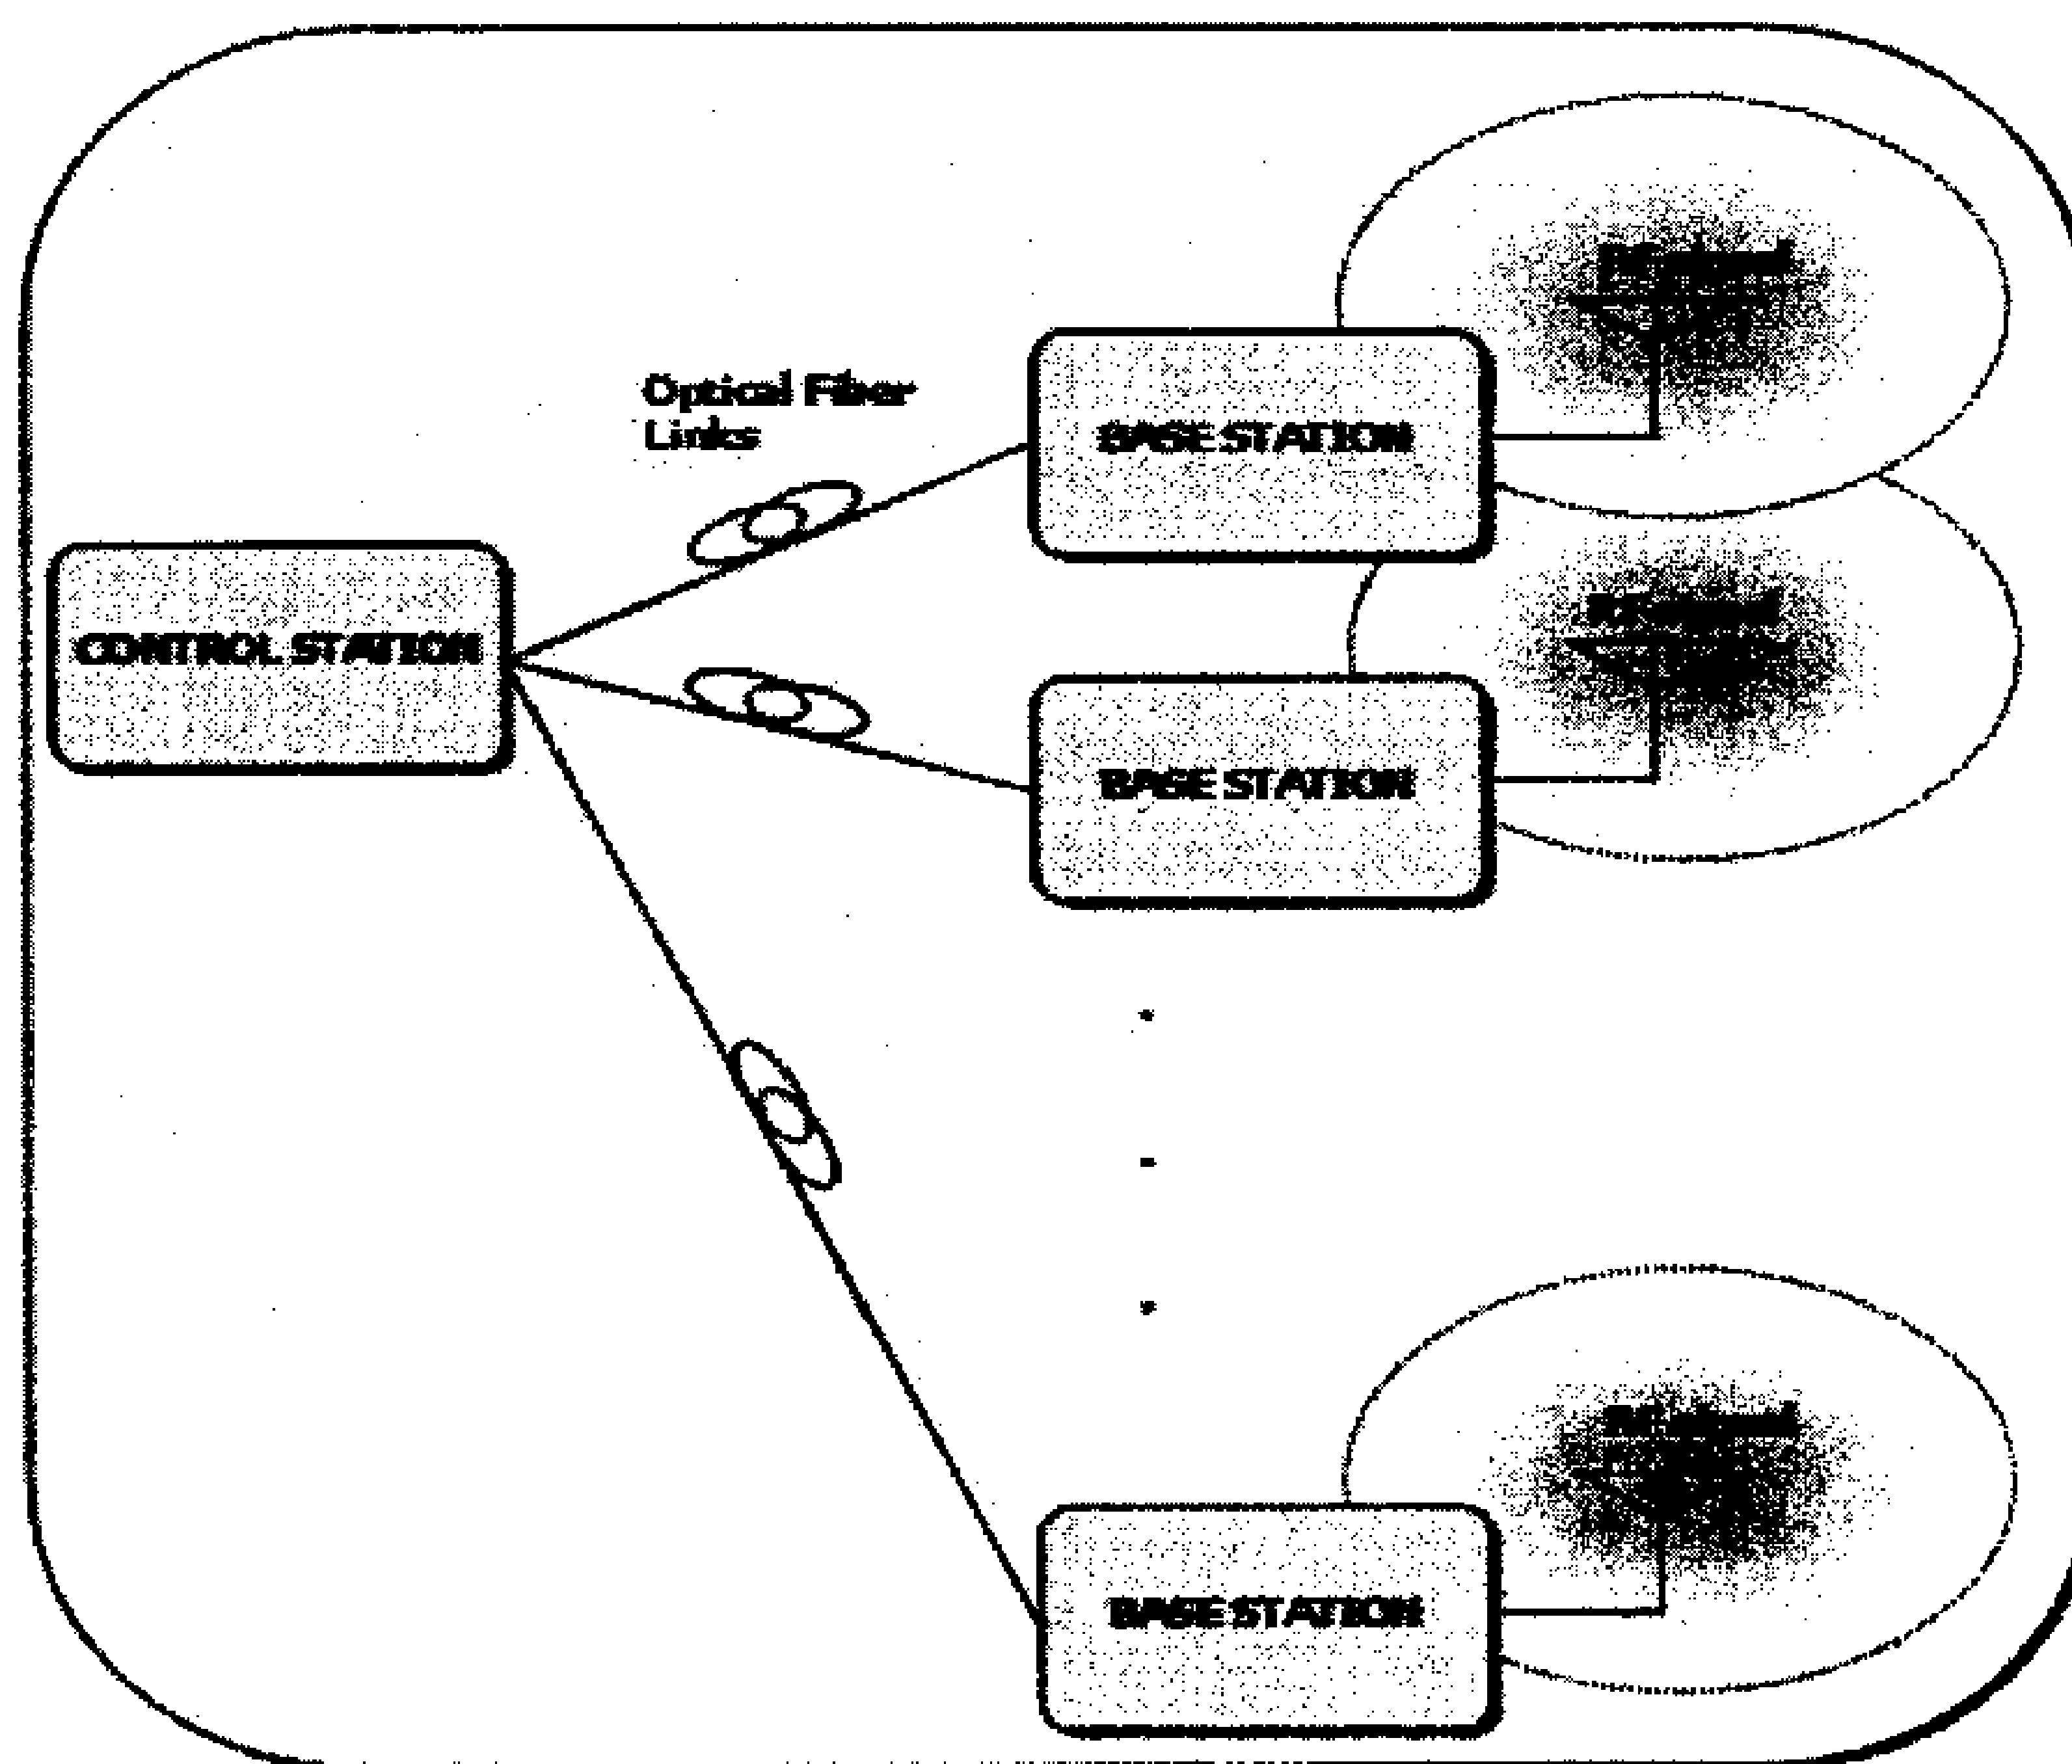 Optical Fiber
Links
BASE STATION
CONTROL STATION
BASE STATION
BASE STATION